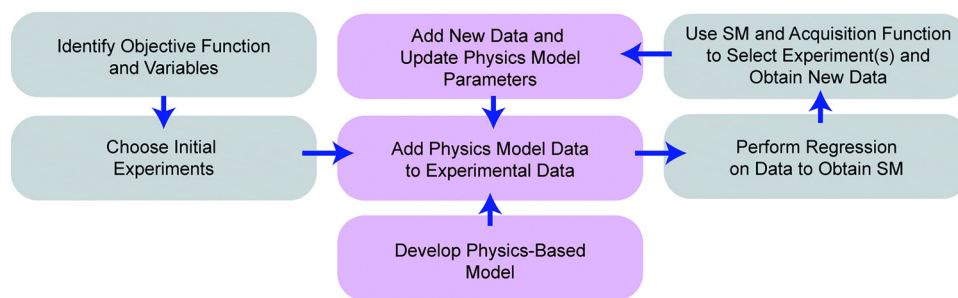 Identify Objective Function
and Variables
Choose Initial
Experiments
Add New Data and
Update Physics Model
Parameters
Add Physics Model Data
to Experimental Data
Develop Physics-Based
Model
Use SM and Acquisition Function
to Select Experiment(s) and
Obtain New Data
Perform Regression
on Data to Obtain SM